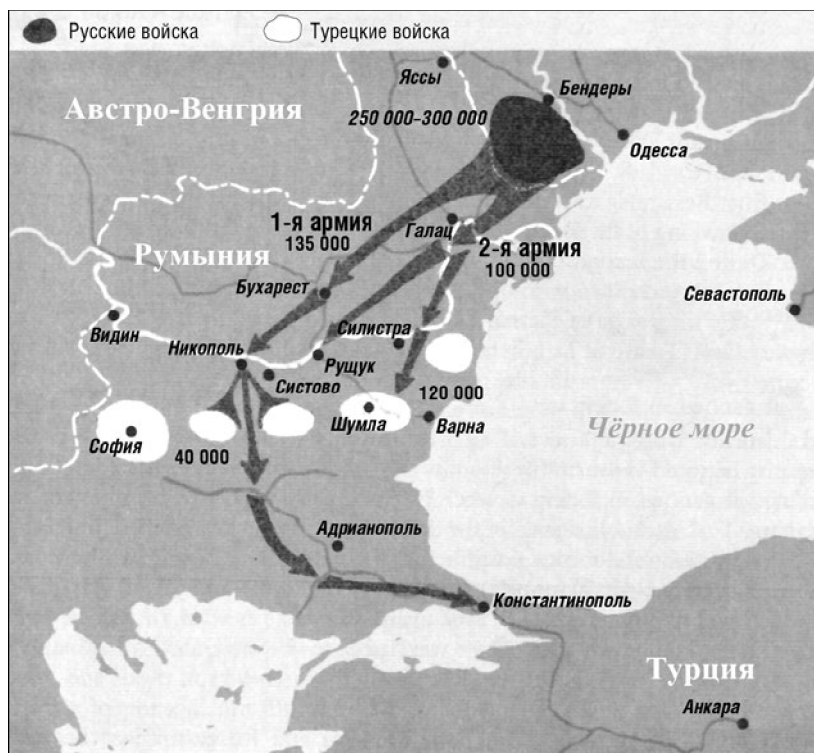 Русские войска
Турецкие войска
Яссы
Бендеры
Австро-Венгрия
250 000–300 000
Одесса
1-я армия
135 000
Галац
2-я армия
100 000
Румыния
Бухарест
Севастополь
Видин
Силистра
Никополь
Рущук
Систово
120 000
Шумла
Варна
Чёрное море
София
40 000
Адрианополь
Константинополь
Турция
Анкара